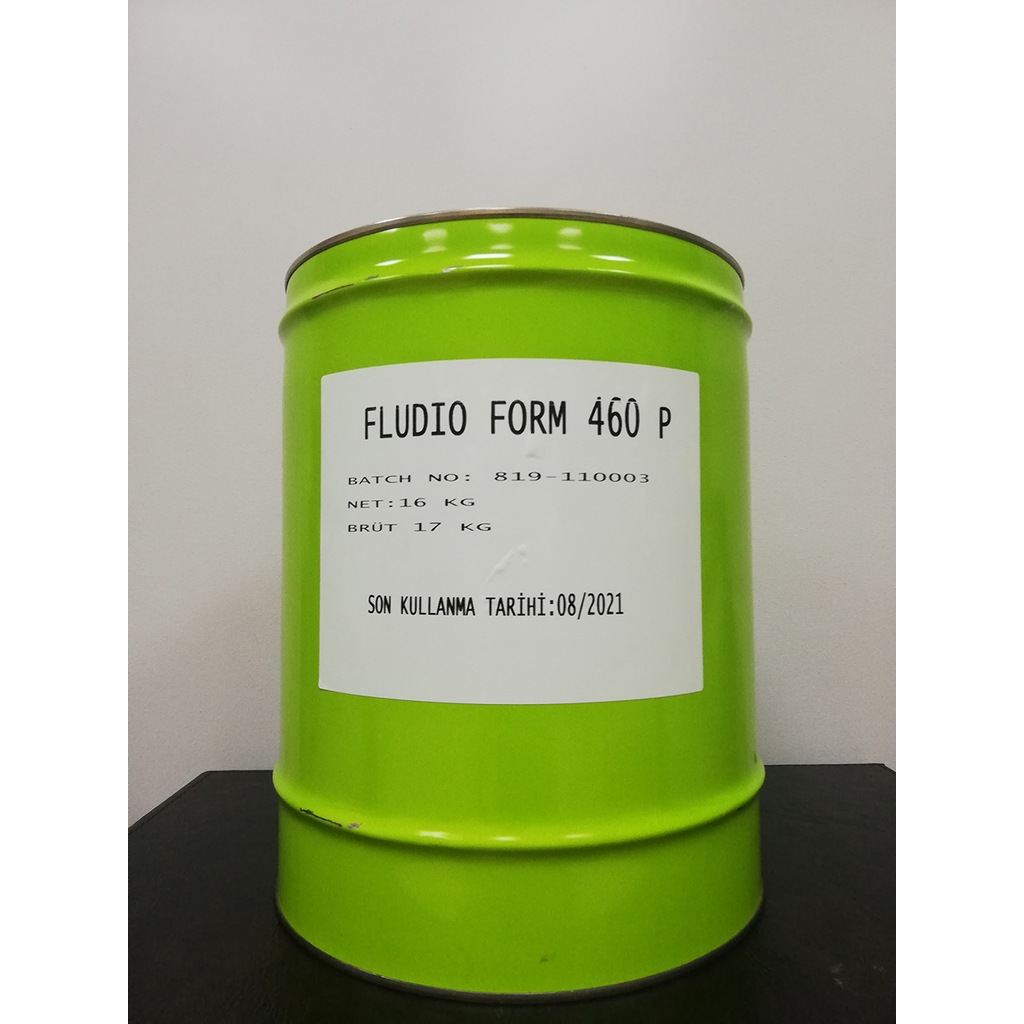 FLUDIO FORM 460 P
BATCH NO: 819-110003
NET:16 KG
BRÜT 17 KG
SON KULLANMA TARİHİ:08/2021